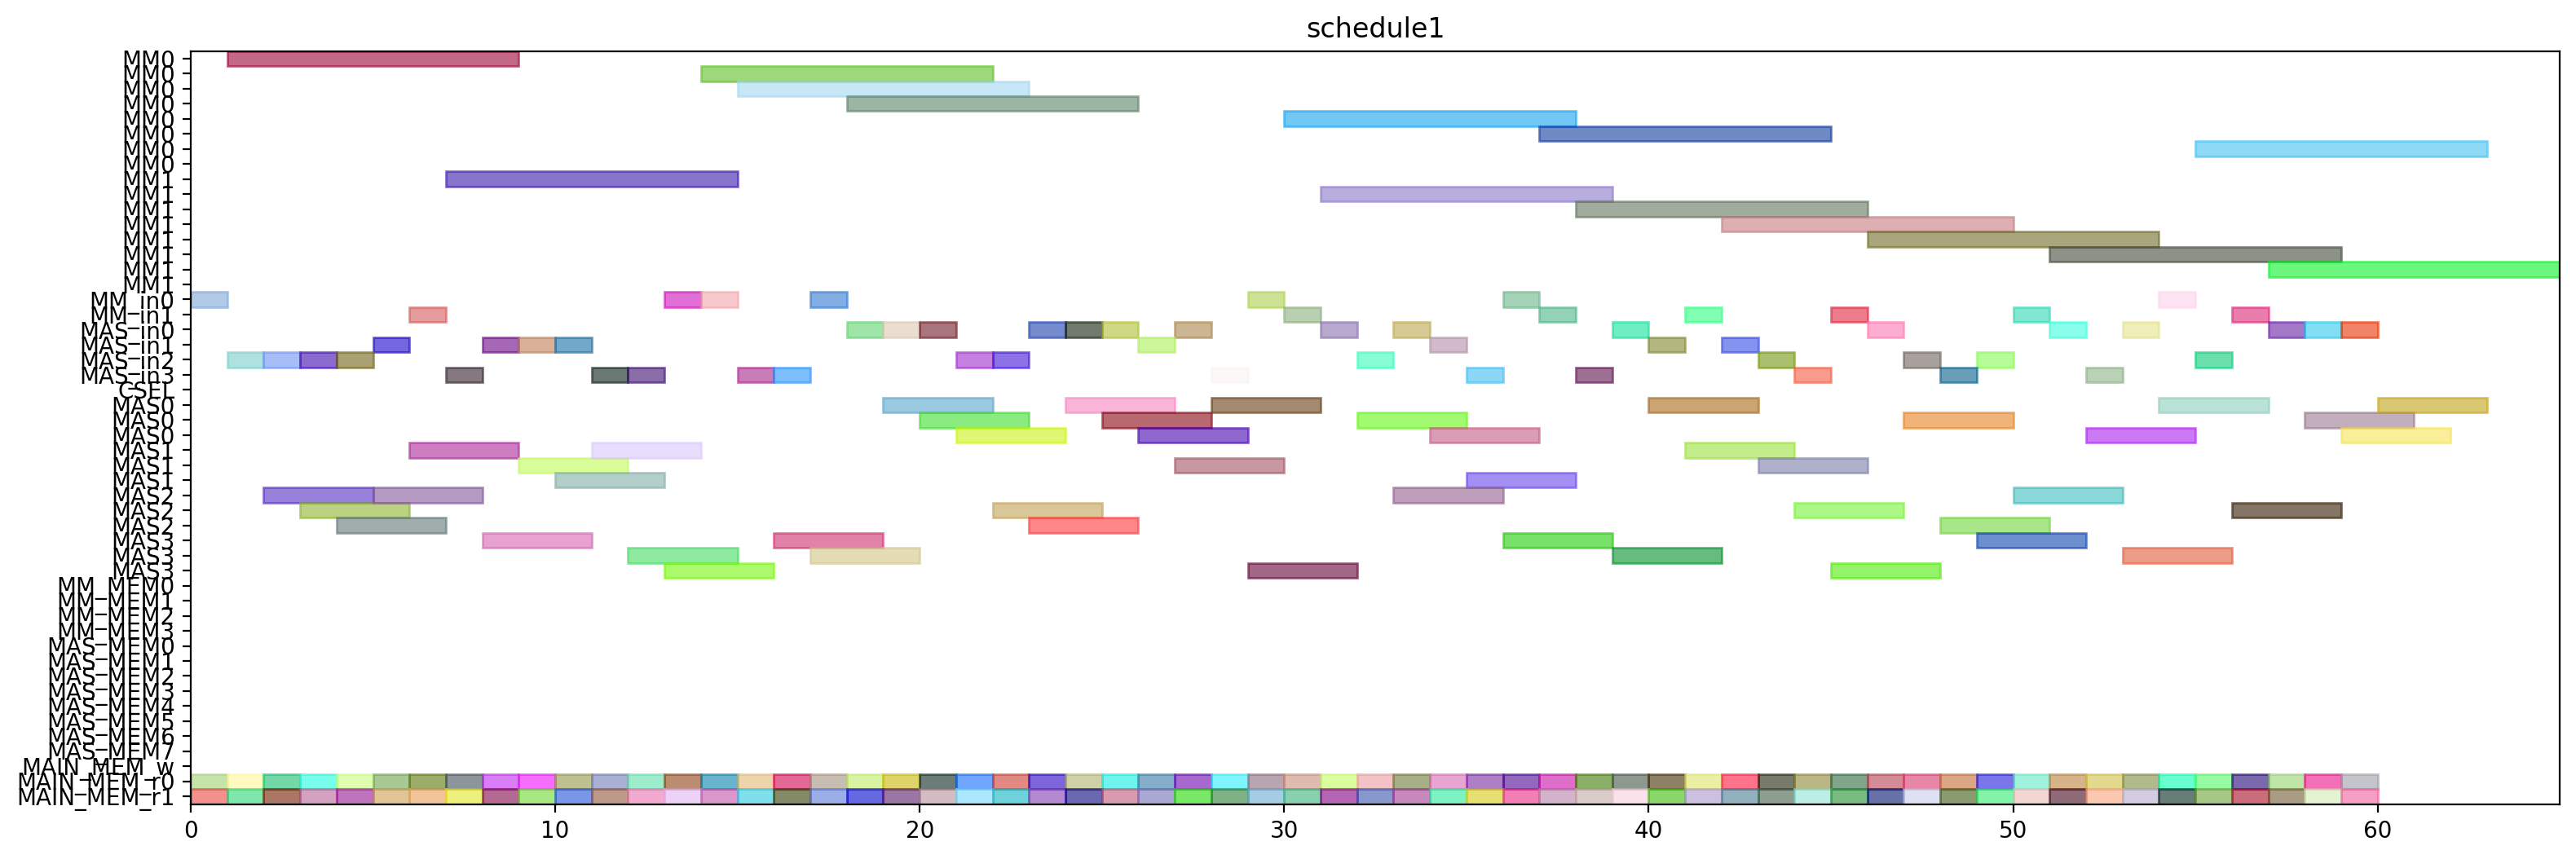 schedule1
MM0
MM0
MM0
MM0
MM0
MM0
MM0
MM0
MM1
MM1
MM1
MM1
MM1
MM1
MM1
MM1
MM_in0
MM_in1
MAS_in0
MAS_in1
MAS_in2
MAS_in3
CSEL
MAS0
MAS0
MAS0
MAS1
MAS1
MAS1
MAS2
MAS2
MAS2
MAS3
MAS3
MAS3
MM_MEM0
MM_MEM1
MM_MEM2
MM_MEM3
MAS_MEM0
MAS_MEM1
MAS_MEM2
MAS_MEM3
MAS_MEM4
MAS_MEM5
MAS_MEM6
MAS_MEM7
MAIN_MEM_w
MAIN_MEM_r0
MAIN_MEM_r1
0 10 20 30 40 50 60